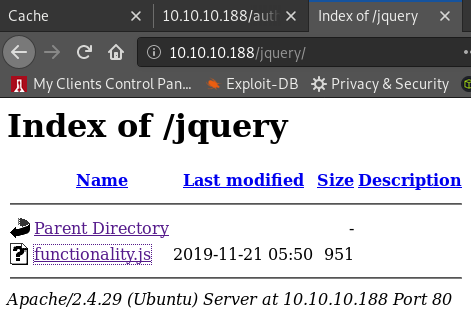 Cache
10.10.10.188/aut
Index of /jquery
10.10.10.188/jquery/
My Clients Control Pan...
Exploit-DB
Privacy & Security
Index of /jquery
Name Last modified Size Description
Parent Directory -
functionality.js 2019-11-21 05:50 951
Apache/2.4.29 (Ubuntu) Server at 10.10.10.188 Port 80